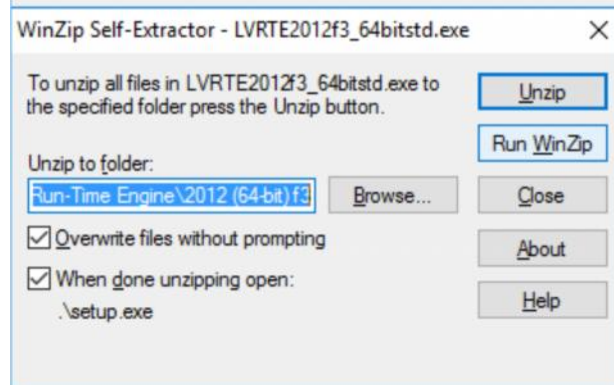 WinZip Self-Extractor - LVRTE2012f3_64bitstd.exe
To unzip all files in LVRTE2012f3_64bitstd.exe to
the specified folder press the Unzip button.
Unzip to folder:
Run-Time Engine\2012 (64-bit) f3
Browse...
Overwrite files without prompting
When done unzipping open:
.\setup.exe
Unzip
Run WinZip
Close
About
Help